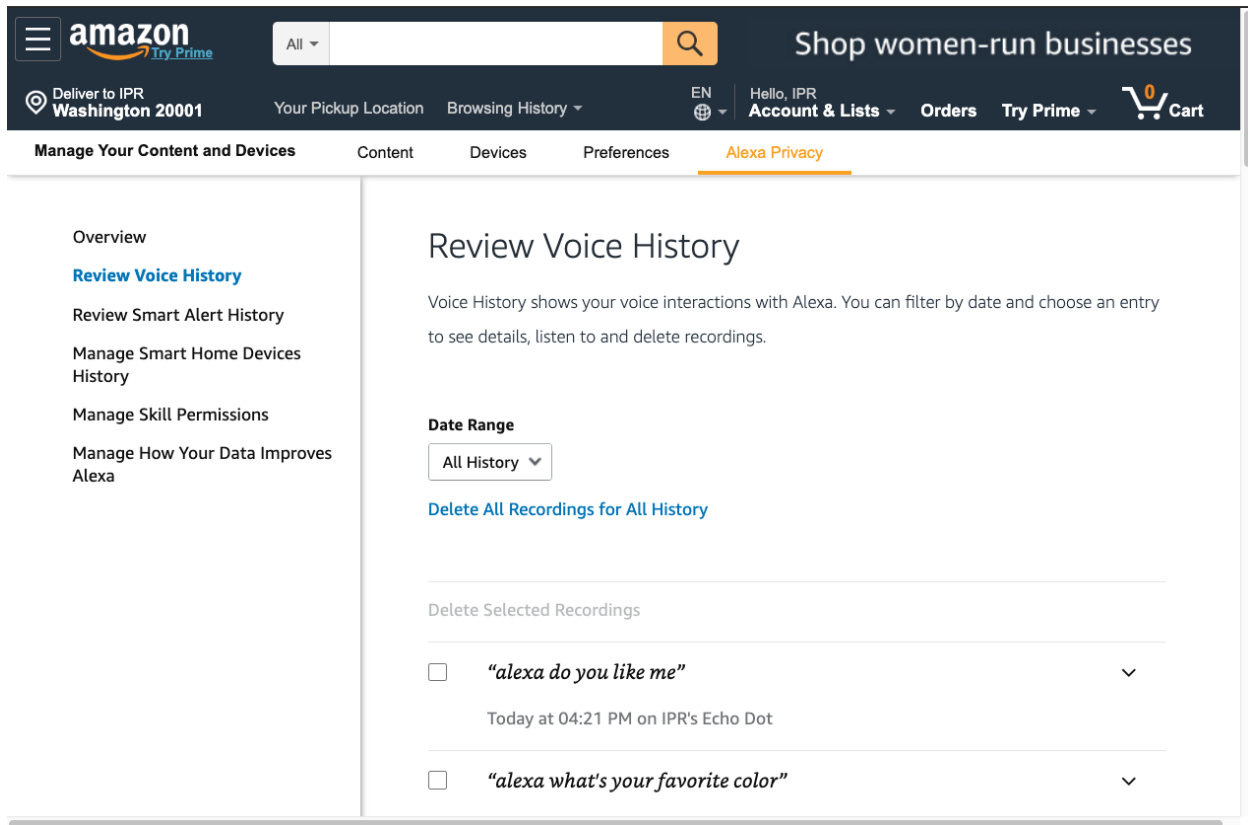 amazon
Try Prime
All
Shop women-run businesses
Deliver to IPR
Washington 20001
Your Pickup Location
Browsing History
EN
Hello, IPR
Account & Lists
Orders
Try Prime
0
Cart
Manage Your Content and Devices
Content
Devices
Preferences
Alexa Privacy
Overview
Review Voice History
Review Smart Alert History
Manage Smart Home Devices
History
Manage Skill Permissions
Manage How Your Data Improves
Alexa
Review Voice History
Voice History shows your voice interactions with Alexa. You can filter by date and choose an entry
to see details, listen to and delete recordings.
Date Range
All History
Delete All Recordings for All History
Delete Selected Recordings
“alexa do you like me”
Today at 04:21 PM on IPR's Echo Dot
“alexa what's your favorite color”